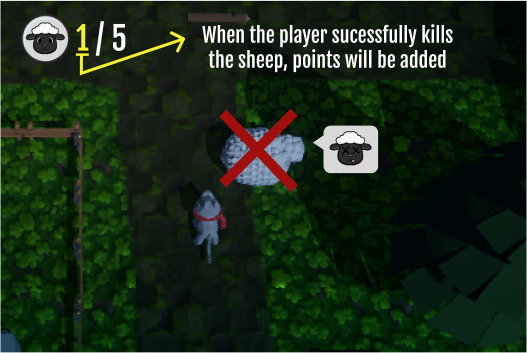 1 / 5
When the player sucessfully kills
the sheep, points will be added